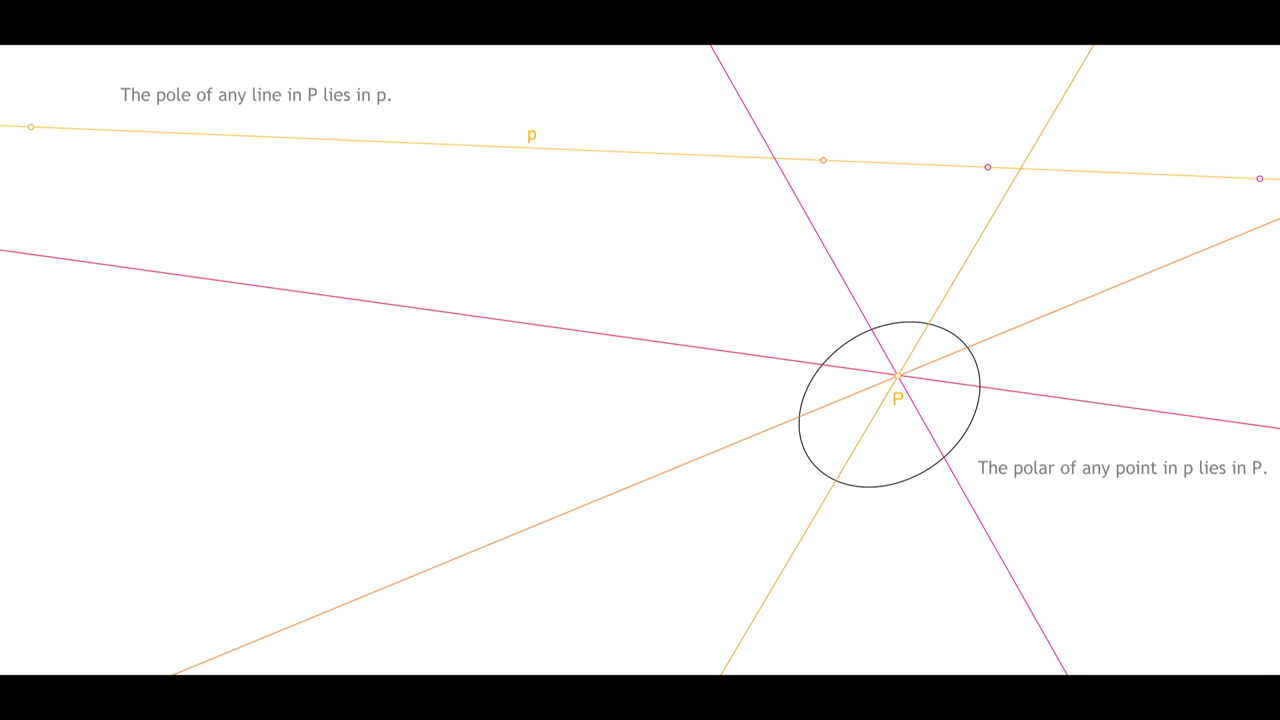 The pole of any line in P lies in p.
p
P
The polar of any point in p lies in P.